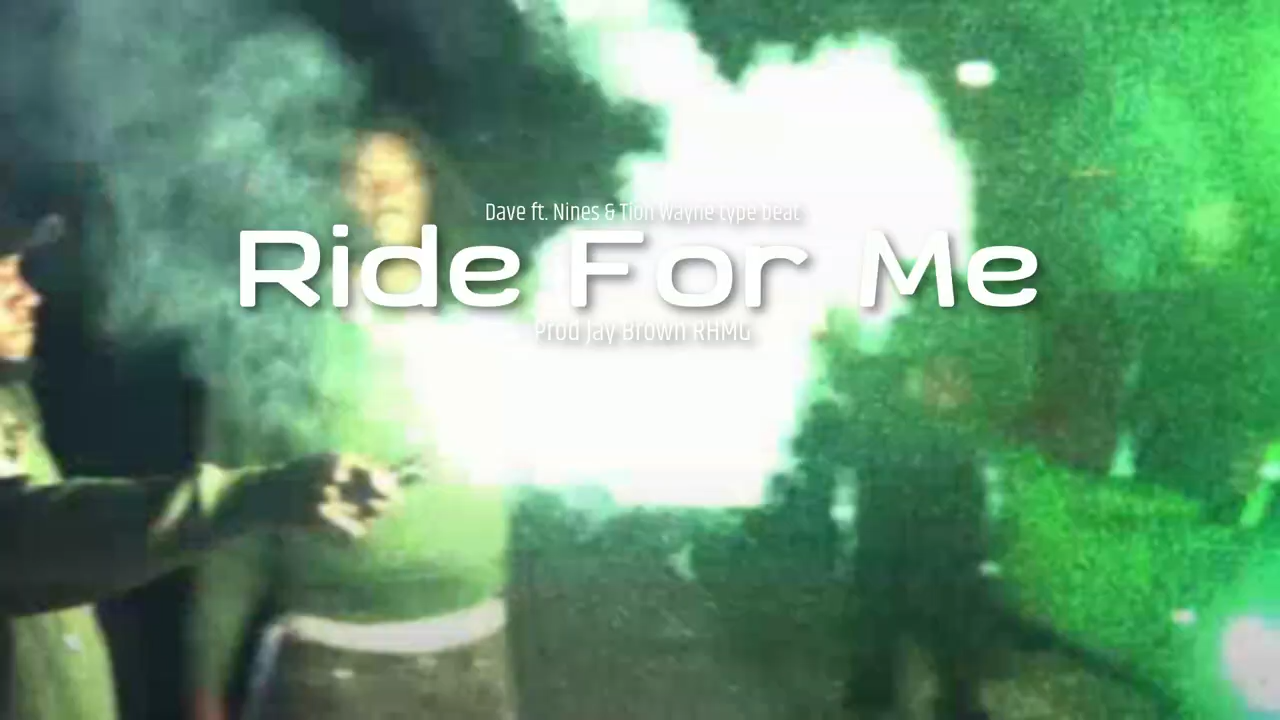 Dave ft. Nines & Tion Wayne type beat
Ride For Me
Prod Jay Brown RHMG